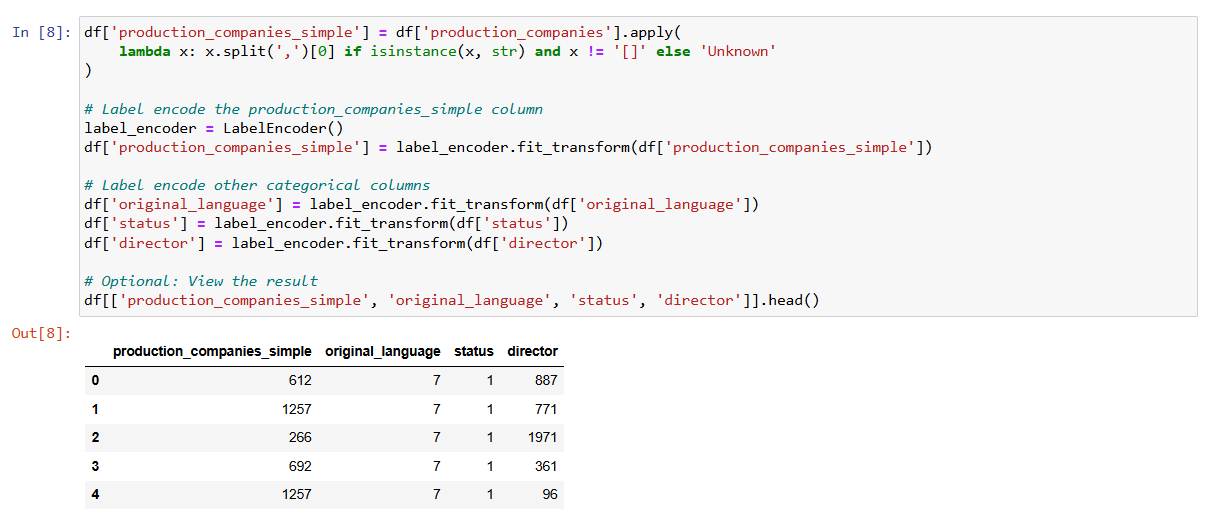 In [8]: df['production_companies_simple'] = df['production_companies'].apply(
    lambda x: x.split(',')[0] if isinstance(x, str) and x != '[]' else 'Unknown'
)
# Label encode the production_companies_simple column
label_encoder = LabelEncoder()
df['production_companies_simple'] = label_encoder.fit_transform(df['production_companies_simple'])
# Label encode other categorical columns
df['original_language'] = label_encoder.fit_transform(df['original_language'])
df['status'] = label_encoder.fit_transform(df['status'])
df['director'] = label_encoder.fit_transform(df['director'])
# Optional: View the result
df[['production_companies_simple', 'original_language', 'status', 'director']].head()
Out[8]:
production_companies_simple original_language status director
0 612 7 1 887
1 1257 7 1 771
2 266 7 1 1971
3 692 7 1 361
4 1257 7 1 96